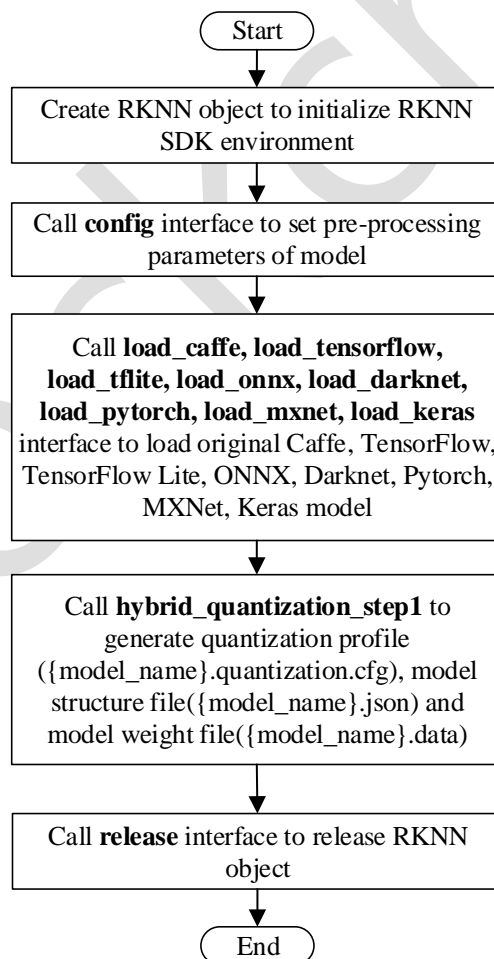 Start
Create RKNN object to initialize RKNN
SDK environment
Call config interface to set pre-processing
parameters of model
Call load_caffe, load_tensorflow,
load_tflite, load_onnx, load_darknet,
load_pytorch, load_mxnet, load_keras
interface to load original Caffe, TensorFlow,
TensorFlow Lite, ONNX, Darknet, Pytorch,
MXNet, Keras model
Call hybrid_quantization_step1 to
generate quantization profile
({model_name}.quantization.cfg), model
structure file({model_name}.json) and
model weight file({model_name}.data)
Call release interface to release RKNN
object
End